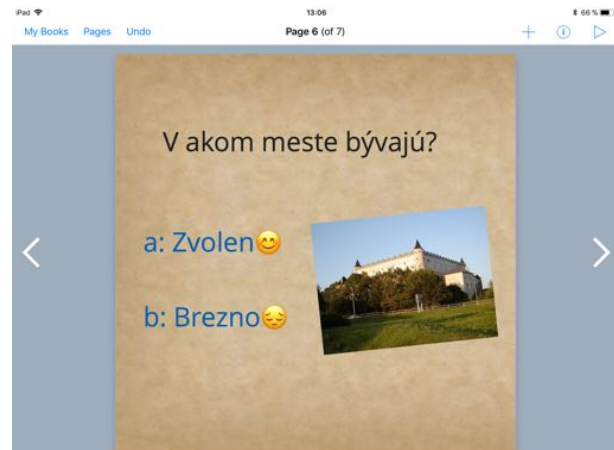 iPad 13:06 66 %
My Books Pages Undo Page 6 (of 7)
V akom meste bývajú?
a: Zvolen😊
b: Brezno😔